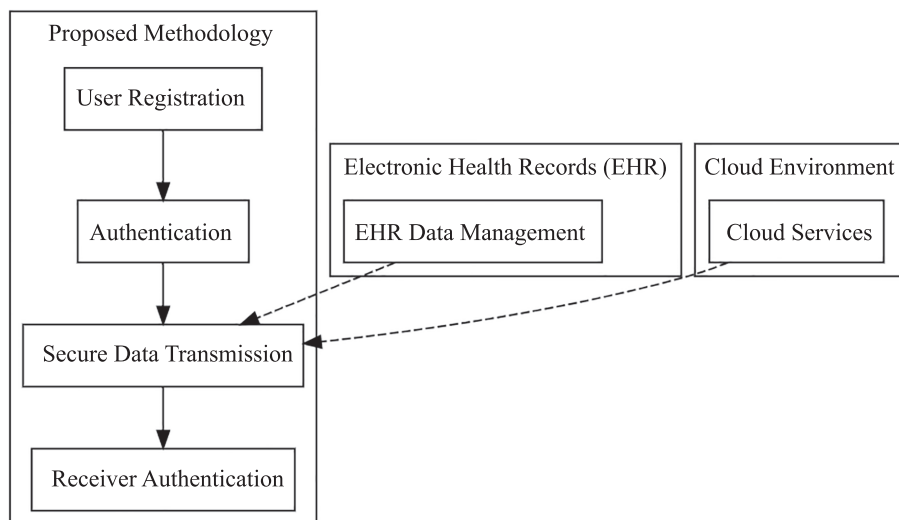 Proposed Methodology
User Registration
Authentication
Secure Data Transmission
Receiver Authentication
Electronic Health Records (EHR)
EHR Data Management
Cloud Environment
Cloud Services